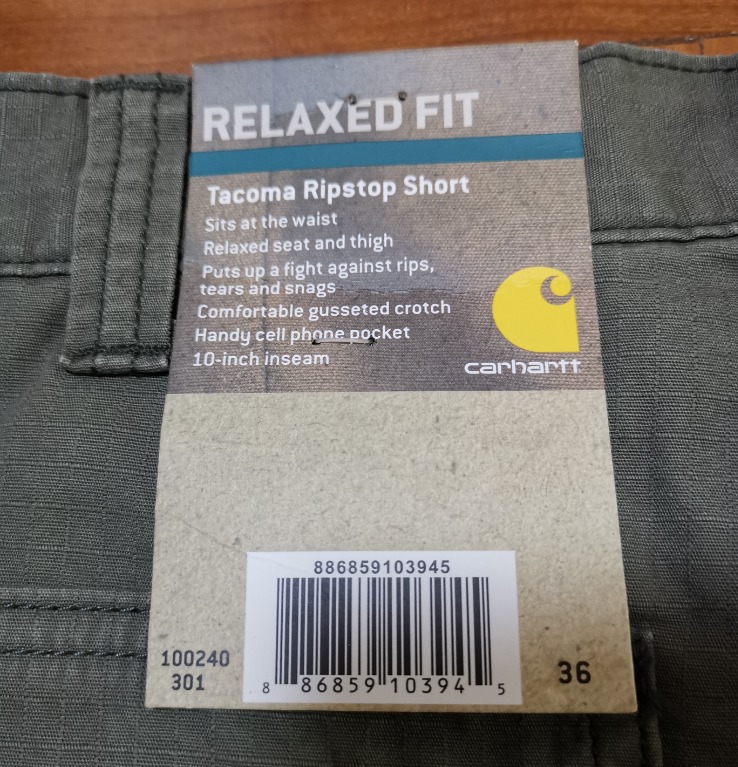 RELAXED FIT
Tacoma Ripstop Short
Sits at the waist
Relaxed seat and thigh
Puts up a fight against rips,
tears and snags
Comfortable gusseted crotch
Handy cell phone pocket
10-inch inseam
carhartt
886859103945
100240
301
8 86859 10394 5
36